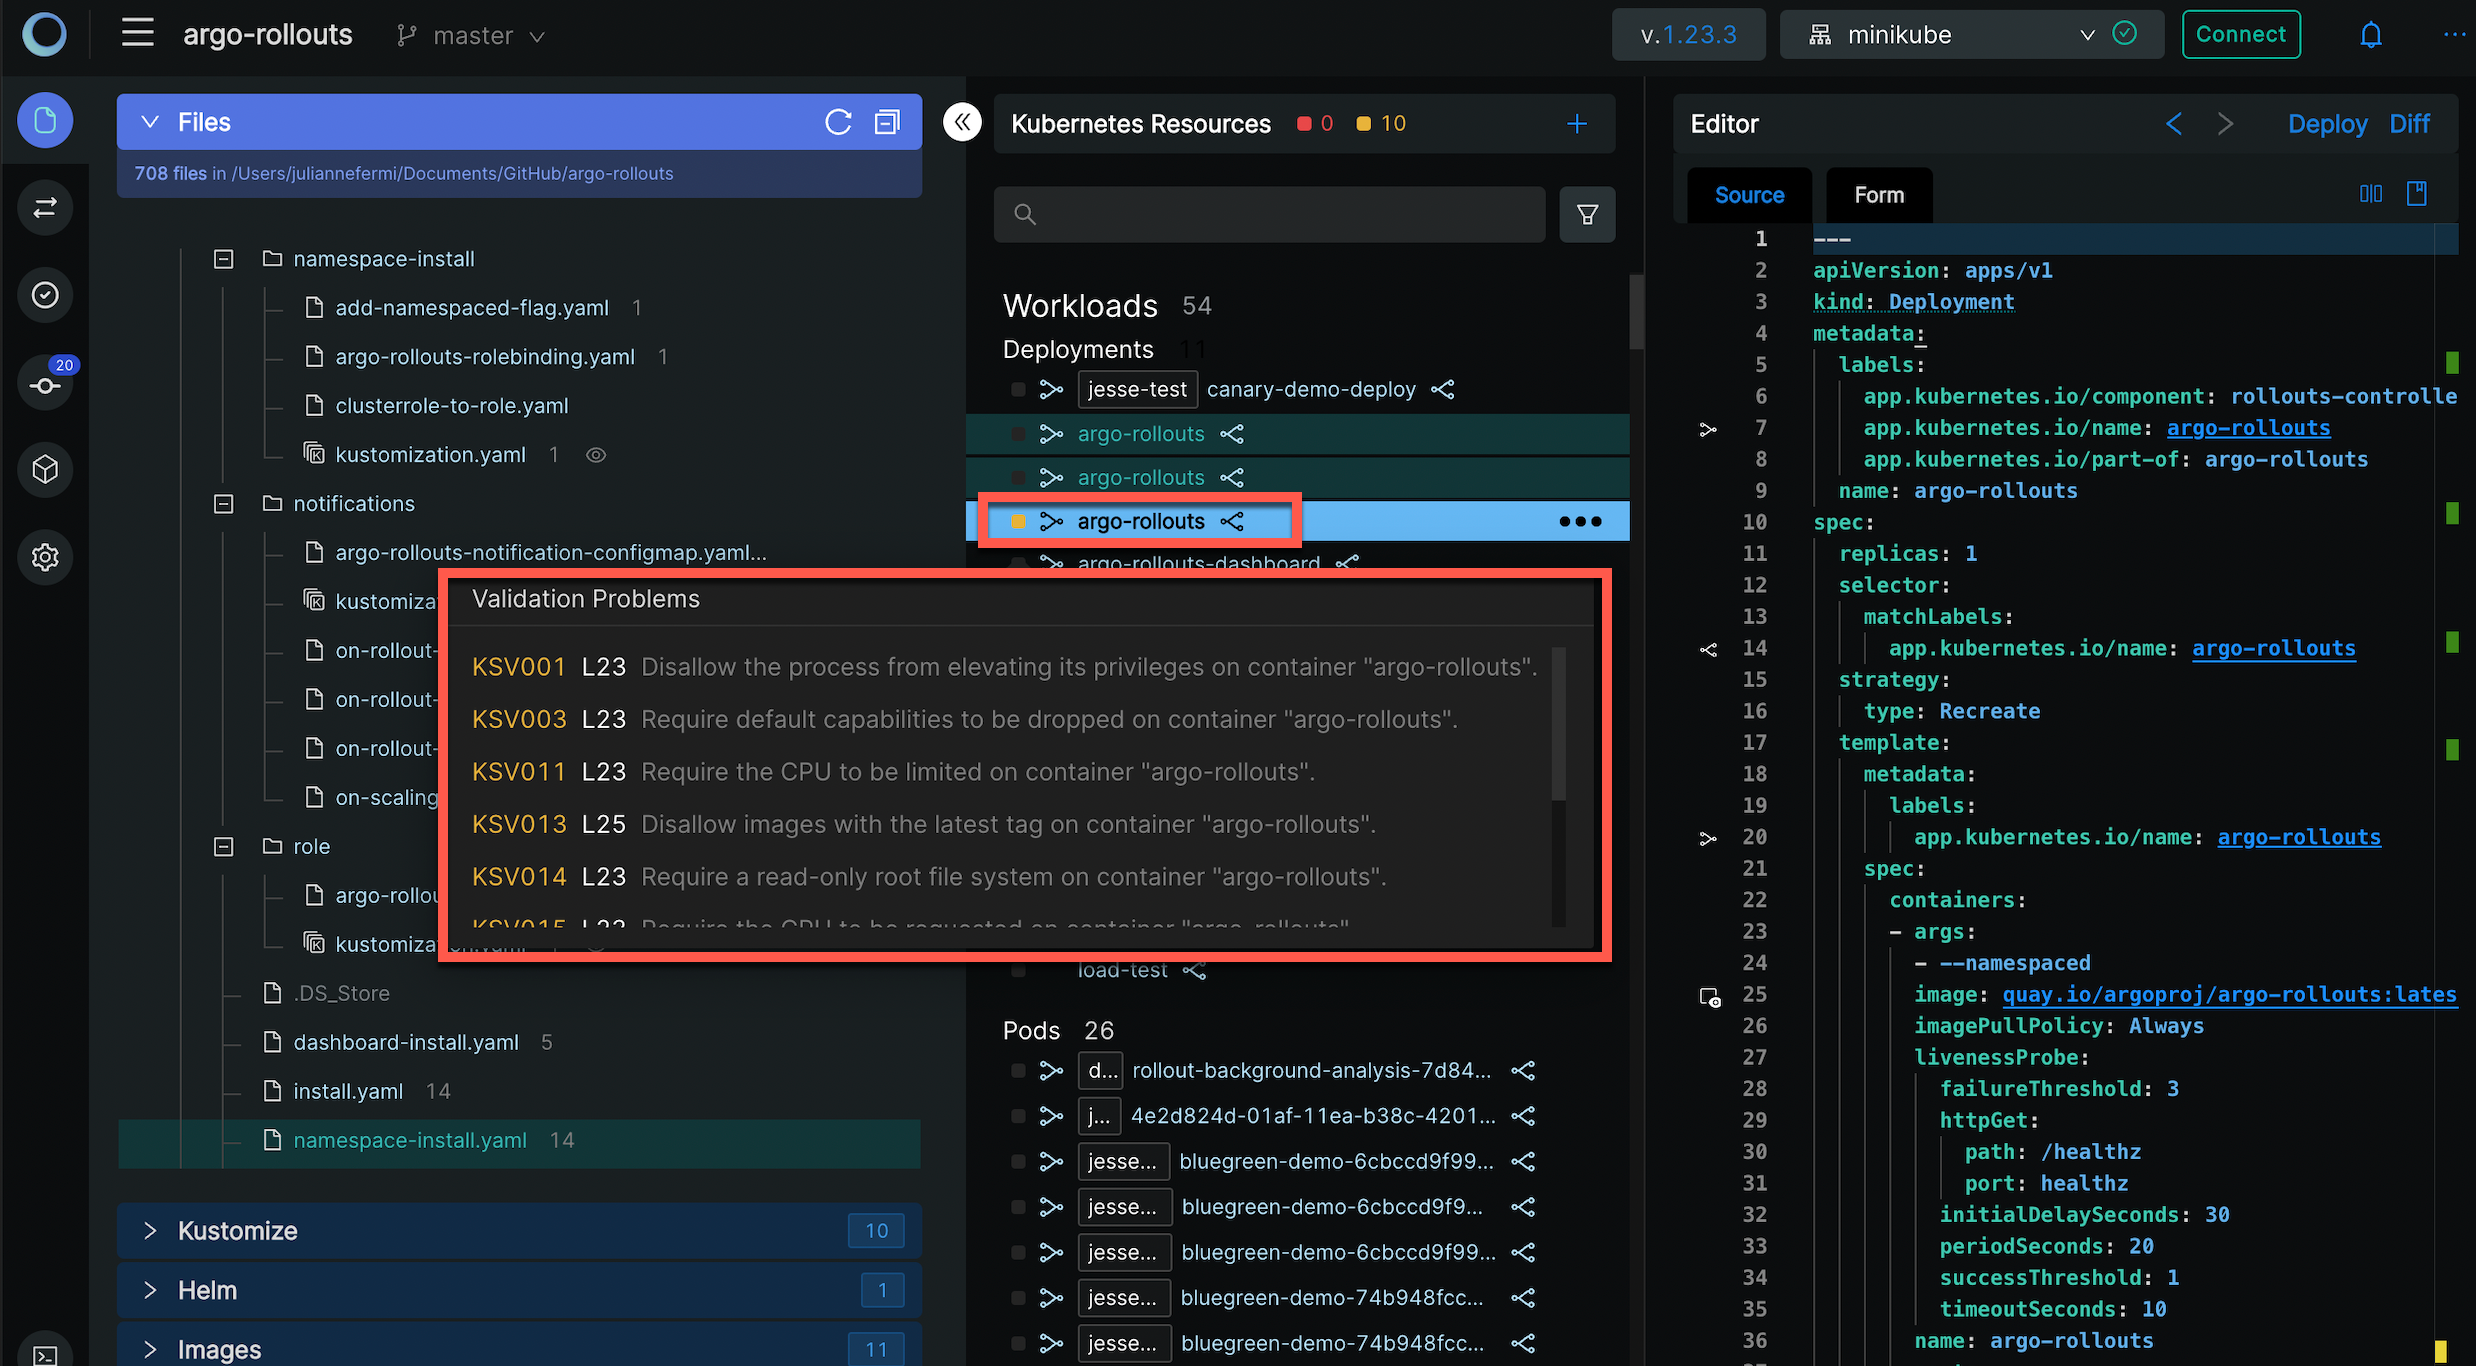 argo-rollouts master
v.1.23.3 minikube Connect
Files
708 files in /Users/juliannefermi/Documents/GitHub/argo-rollouts
namespace-install
add-namespaced-flag.yaml 1
argo-rollouts-rolebinding.yaml 1
clusterrole-to-role.yaml
kustomization.yaml 1
20
notifications
argo-rollouts-notification-configmap.yaml...
kustomiza
on-rollout-
on-rollout-
on-rollout-
on-scaling
role
argo-rollou
kustomization.yaml
.DS_Store
dashboard-install.yaml 5
install.yaml 14
namespace-install.yaml 14
Kustomize 10
Helm 1
Images 11
Kubernetes Resources 0 10
Workloads 54
Deployments 11
jesse-test canary-demo-deploy
argo-rollouts
argo-rollouts
argo-rollouts
argo-rollouts-dashboard
Validation Problems
KSV001 L23 Disallow the process from elevating its privileges on container "argo-rollouts".
KSV003 L23 Require default capabilities to be dropped on container "argo-rollouts".
KSV011 L23 Require the CPU to be limited on container "argo-rollouts".
KSV013 L25 Disallow images with the latest tag on container "argo-rollouts".
KSV014 L23 Require a read-only root file system on container "argo-rollouts".
KSV015 L23 Require the CPU to be requested on container "argo-rollouts"
load-test
Pods 26
d... rollout-background-analysis-7d84...
j... 4e2d824d-01af-11ea-b38c-4201...
jesse... bluegreen-demo-6cbccd9f99...
jesse... bluegreen-demo-6cbccd9f9...
jesse... bluegreen-demo-6cbccd9f99...
jesse... bluegreen-demo-74b948fcc...
jesse... bluegreen-demo-74b948fcc...
Editor Deploy Diff
Source Form
1 ---
2 apiVersion: apps/v1
3 kind: Deployment
4 metadata:
5 labels:
6 app.kubernetes.io/component: rollouts-controlle
7 app.kubernetes.io/name: argo-rollouts
8 app.kubernetes.io/part-of: argo-rollouts
9 name: argo-rollouts
10 spec:
11 replicas: 1
12 selector:
13 matchLabels:
14 app.kubernetes.io/name: argo-rollouts
15 strategy:
16 type: Recreate
17 template:
18 metadata:
19 labels:
20 app.kubernetes.io/name: argo-rollouts
21 spec:
22 containers:
23 - args:
24 - --namespaced
25 image: quay.io/argoproj/argo-rollouts:lates
26 imagePullPolicy: Always
27 livenessProbe:
28 failureThreshold: 3
29 httpGet:
30 path: /healthz
31 port: healthz
32 initialDelaySeconds: 30
33 periodSeconds: 20
34 successThreshold: 1
35 timeoutSeconds: 10
36 name: argo-rollouts